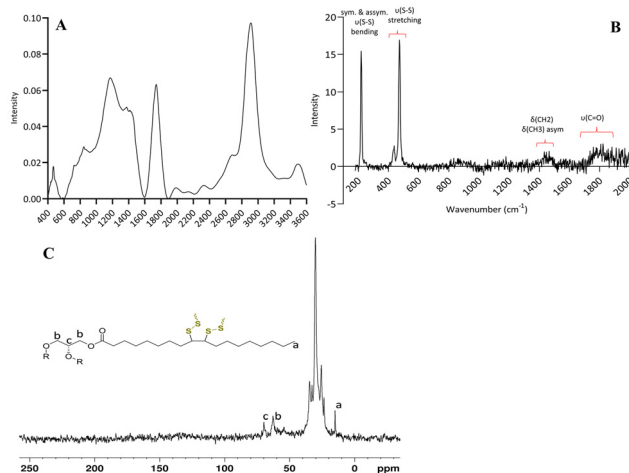 A
Intensity
0.10
0.08
0.06
0.04
0.02
0.00
400 600 800 1000 1200 1400 1600 1800 2000 2200 2400 2600 2800 3000 3200 3400 3600
B
sym. & assym.
υ(S-S)
bending
υ(S-S)
stretching
δ(CH2)
δ(CH3) asym
υ(C=O)
Intensity
20
15
10
5
0
-5
200 400 600 800 1000 1200 1400 1600 1800 2000
Wavenumber (cm-1)
C
b c b
O R O R O O
S S S S
a
c b a
250 200 150 100 50 0 ppm